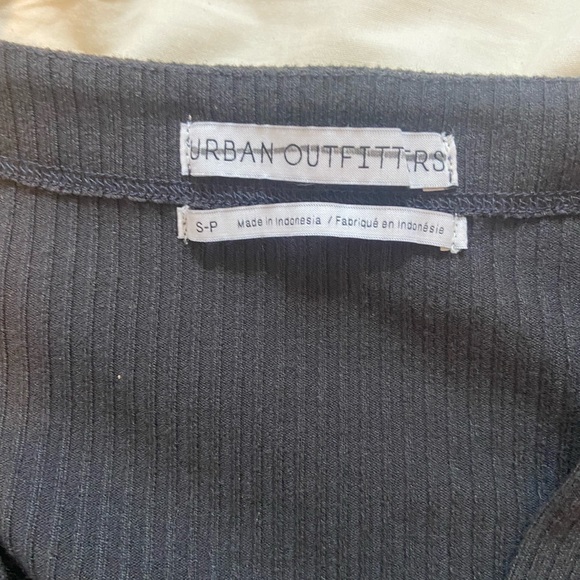 URBAN OUTFITTERS
S-P Made in Indonesia / Fabriqué en Indonésie